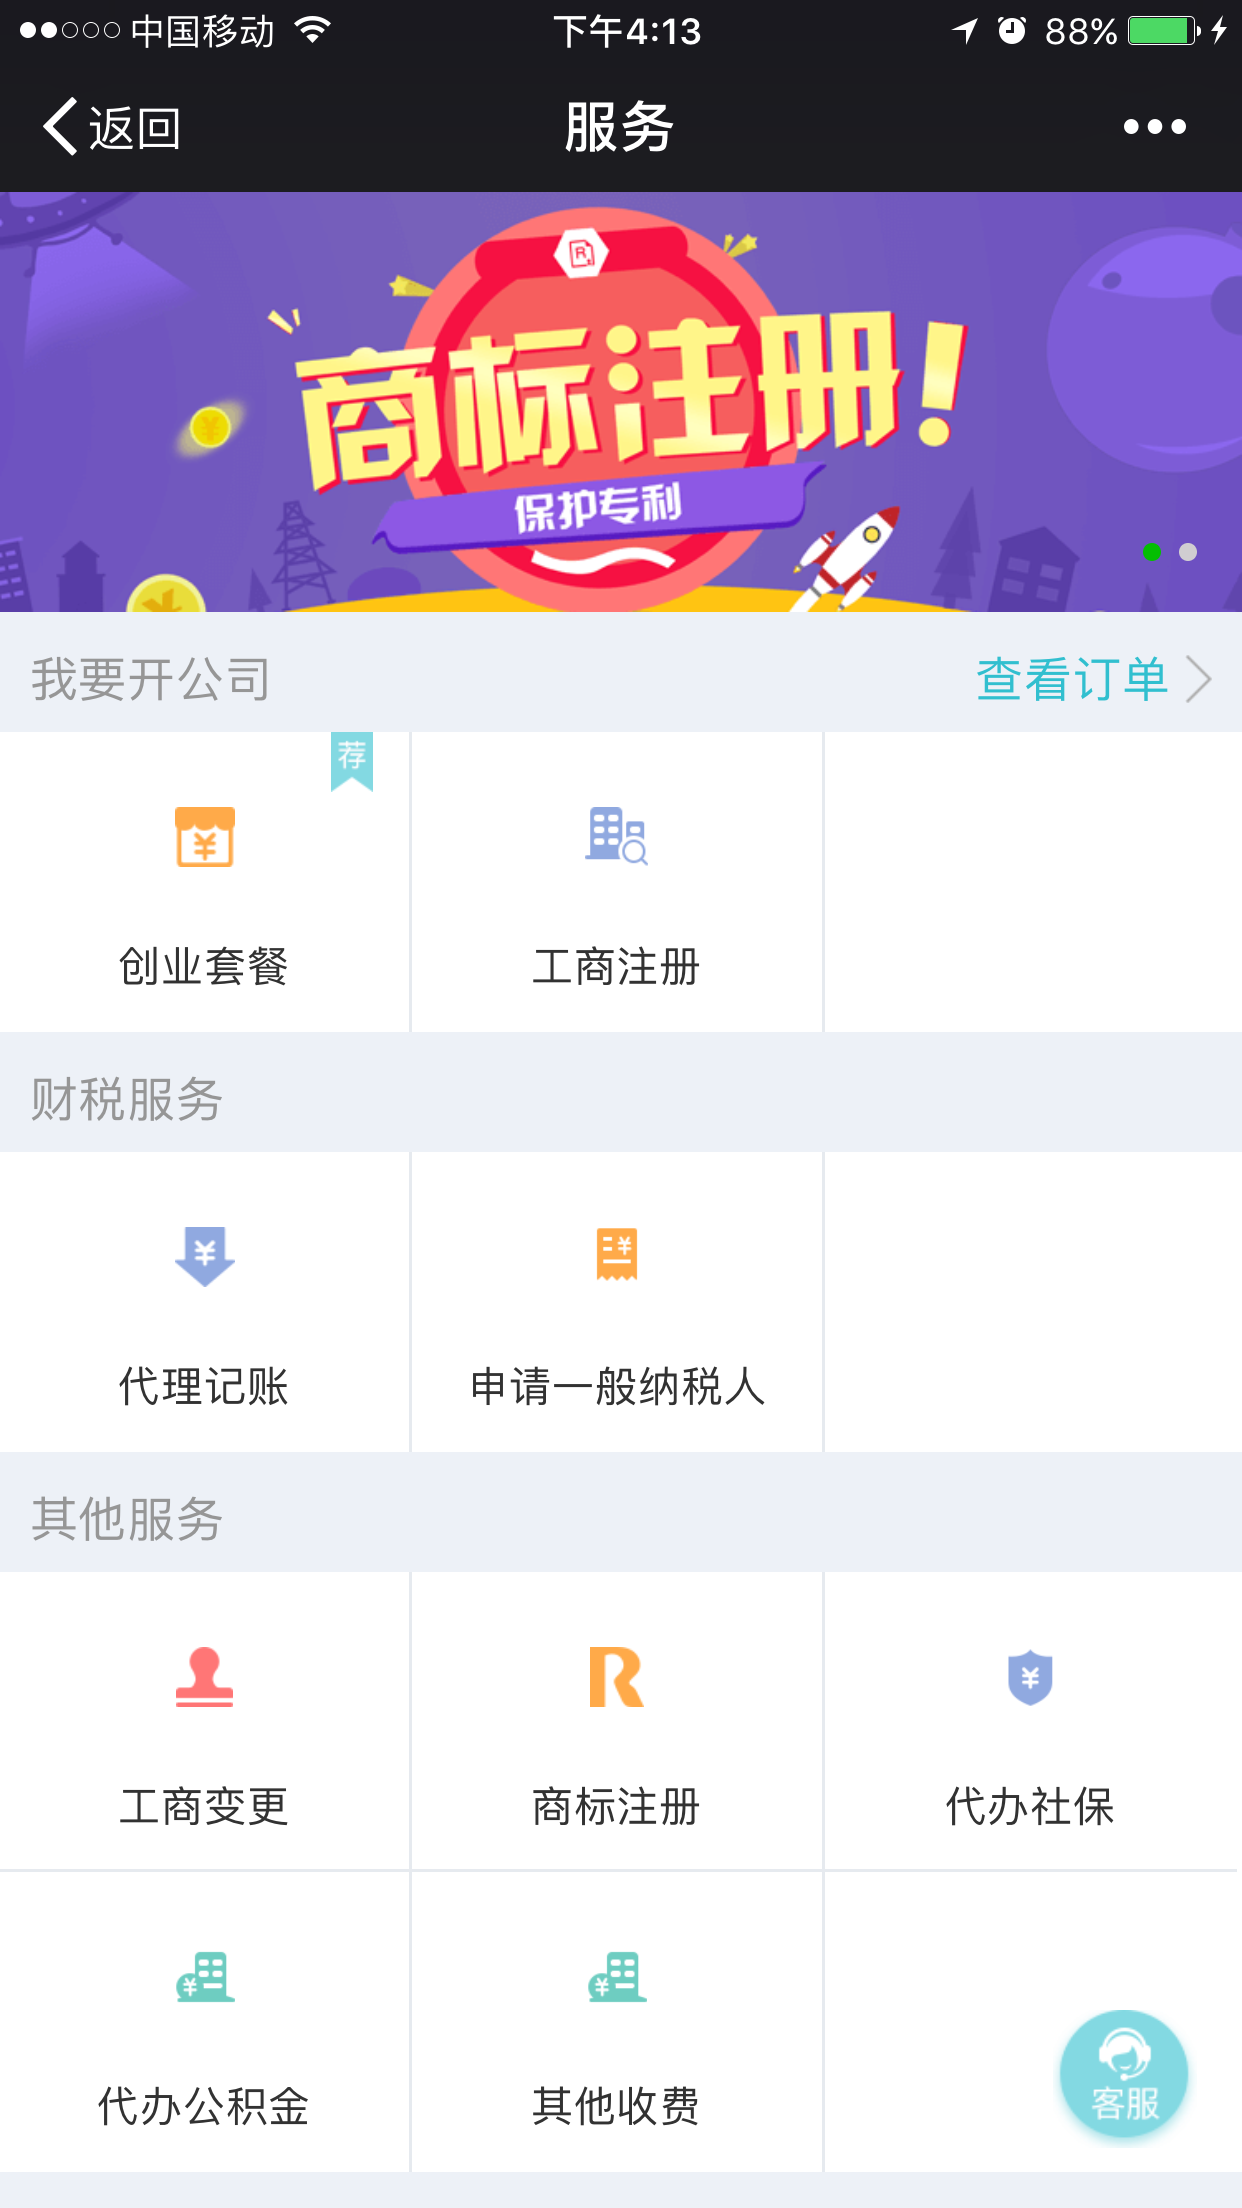 中国移动 下午4:13 88%
返回 服务
R
商标注册!
保护专利
我要开公司 查看订单
荐
创业套餐 工商注册
财税服务
代理记账 申请一般纳税人
其他服务
R
工商变更 商标注册 代办社保
代办公积金 其他收费
客服